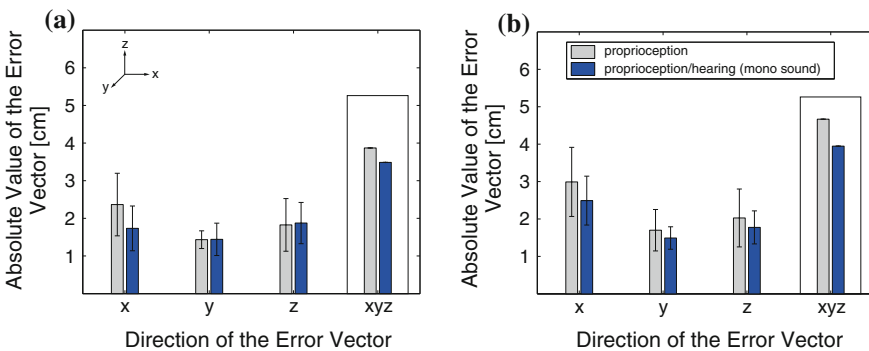 (a)
Absolute Value of the Error
Vector [cm]
6
5
4
3
2
1
z
y
x
x
y
z
xyz
Direction of the Error Vector
(b)
Absolute Value of the Error
Vector [cm]
6
5
4
3
2
1
proprioception
proprioception/hearing (mono sound)
x
y
z
xyz
Direction of the Error Vector